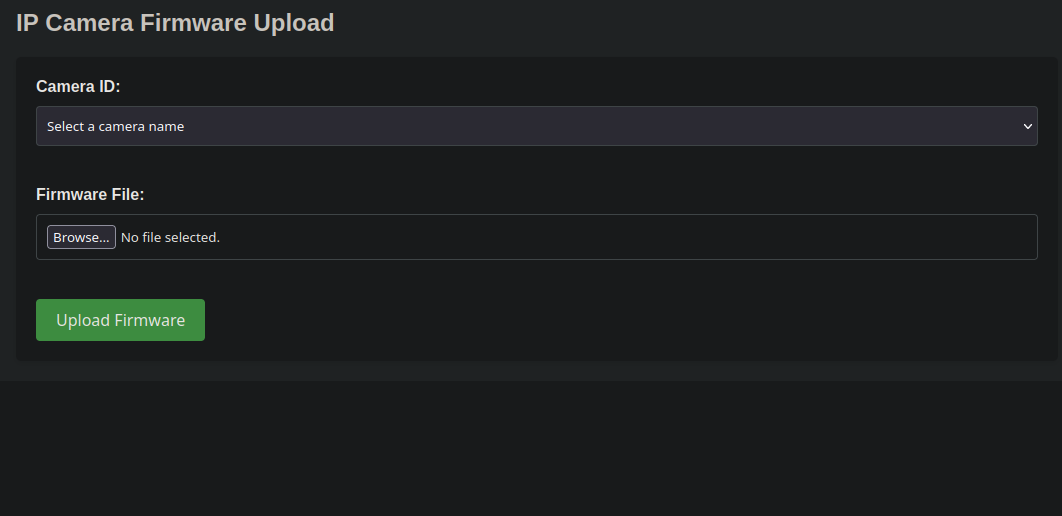 IP Camera Firmware Upload
Camera ID:
Select a camera name
Firmware File:
Browse... No file selected.
Upload Firmware